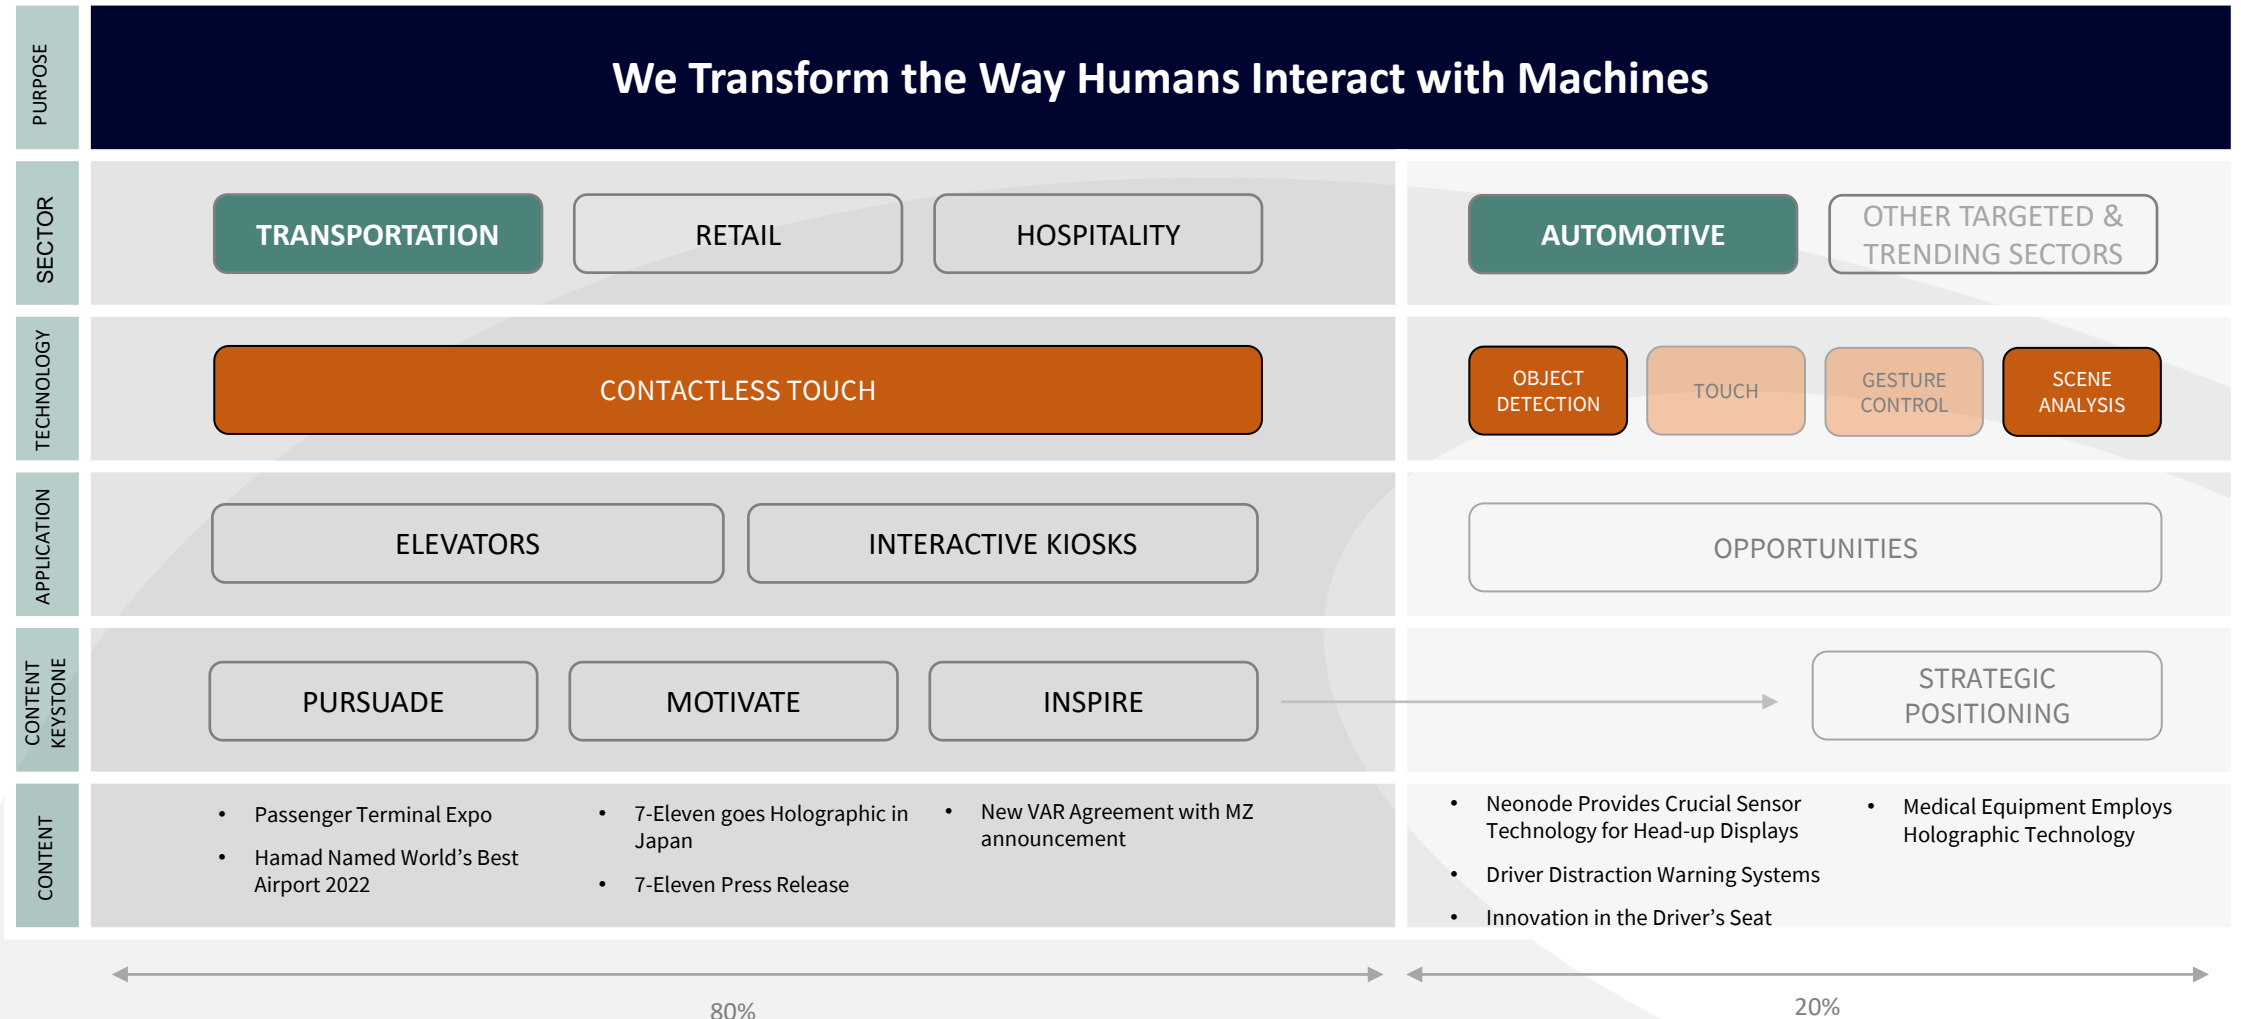 PURPOSE
We Transform the Way Humans Interact with Machines
SECTOR
TRANSPORTATION
RETAIL
HOSPITALITY
AUTOMOTIVE
OTHER TARGETED &
TRENDING SECTORS
TECHNOLOGY
CONTACTLESS TOUCH
OBJECT
DETECTION
TOUCH
GESTURE
CONTROL
SCENE
ANALYSIS
APPLICATION
ELEVATORS
INTERACTIVE KIOSKS
OPPORTUNITIES
CONTENT
KEYSTONE
PURSUADE
MOTIVATE
INSPIRE
STRATEGIC
POSITIONING
CONTENT
• Passenger Terminal Expo
• Hamad Named World’s Best
Airport 2022
• 7-Eleven goes Holographic in
Japan
• 7-Eleven Press Release
• New VAR Agreement with MZ
announcement
• Neonode Provides Crucial Sensor
Technology for Head-up Displays
• Driver Distraction Warning Systems
• Innovation in the Driver’s Seat
• Medical Equipment Employs
Holographic Technology
80%
20%